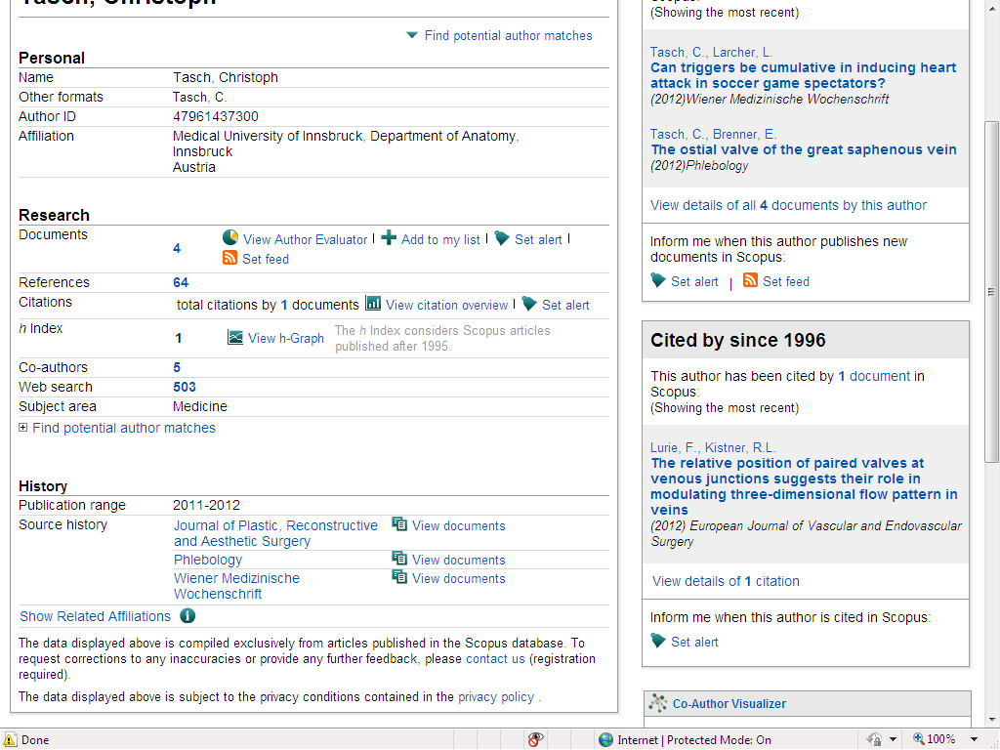 Tasch, Christoph
Find potential author matches
Personal
Name Tasch, Christoph
Other formats Tasch, C.
Author ID 47961437300
Affiliation Medical University of Innsbruck, Department of Anatomy,
Innsbruck
Austria
Research
Documents 4 View Author Evaluator | Add to my list | Set alert |
Set feed
References 64
Citations total citations by 1 documents View citation overview | Set alert
h Index 1 View h-Graph The h Index considers Scopus articles
published after 1995.
Co-authors 5
Web search 503
Subject area Medicine
Find potential author matches
History
Publication range 2011-2012
Source history Journal of Plastic, Reconstructive
and Aesthetic Surgery View documents
Phlebology View documents
Wiener Medizinische
Wochenschrift View documents
Show Related Affiliations
The data displayed above is compiled exclusively from articles published in the Scopus database. To
request corrections to any inaccuracies or provide any further feedback, please contact us (registration
required).
The data displayed above is subject to the privacy conditions contained in the privacy policy .
(Showing the most recent)
Tasch, C., Larcher, L.
Can triggers be cumulative in inducing heart
attack in soccer game spectators?
(2012)Wiener Medizinische Wochenschrift
Tasch, C., Brenner, E.
The ostial valve of the great saphenous vein
(2012)Phlebology
View details of all 4 documents by this author
Inform me when this author publishes new
documents in Scopus:
Set alert | Set feed
Cited by since 1996
This author has been cited by 1 document in
Scopus:
(Showing the most recent)
Lurie, F., Kistner, R.L.
The relative position of paired valves at
venous junctions suggests their role in
modulating three-dimensional flow pattern in
veins
(2012) European Journal of Vascular and Endovascular
Surgery
View details of 1 citation
Inform me when this author is cited in Scopus:
Set alert
Co-Author Visualizer
Done Internet | Protected Mode: On 100%